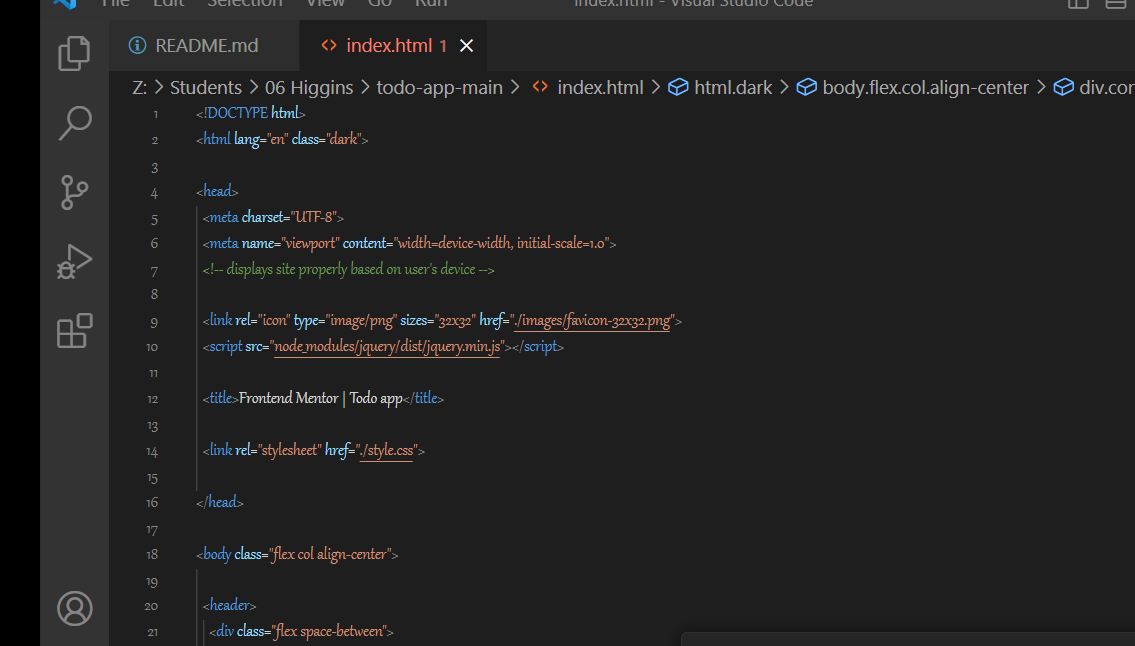 File Edit Selection View Go Run index.html - Visual Studio Code
README.md index.html 1
Z: > Students > 06 Higgins > todo-app-main > index.html > html.dark > body.flex.col.align-center >
1 <!DOCTYPE html>
2 <html lang="en" class="dark">
3
4 <head>
5 <meta charset="UTF-8">
6 <meta name="viewport" content="width=device-width, initial-scale=1.0">
7 <!-- displays site properly based on user's device -->
8
9 <link rel="icon" type="image/png" sizes="32x32" href="./images/favicon-32x32.png">
10 <script src="node_modules/jquery/dist/jquery.min.js"></script>
11
12 <title>Frontend Mentor | Todo app</title>
13
14 <link rel="stylesheet" href="./style.css">
15
16 </head>
17
18 <body class="flex col align-center">
19
20 <header>
21 <div class="flex space-between">